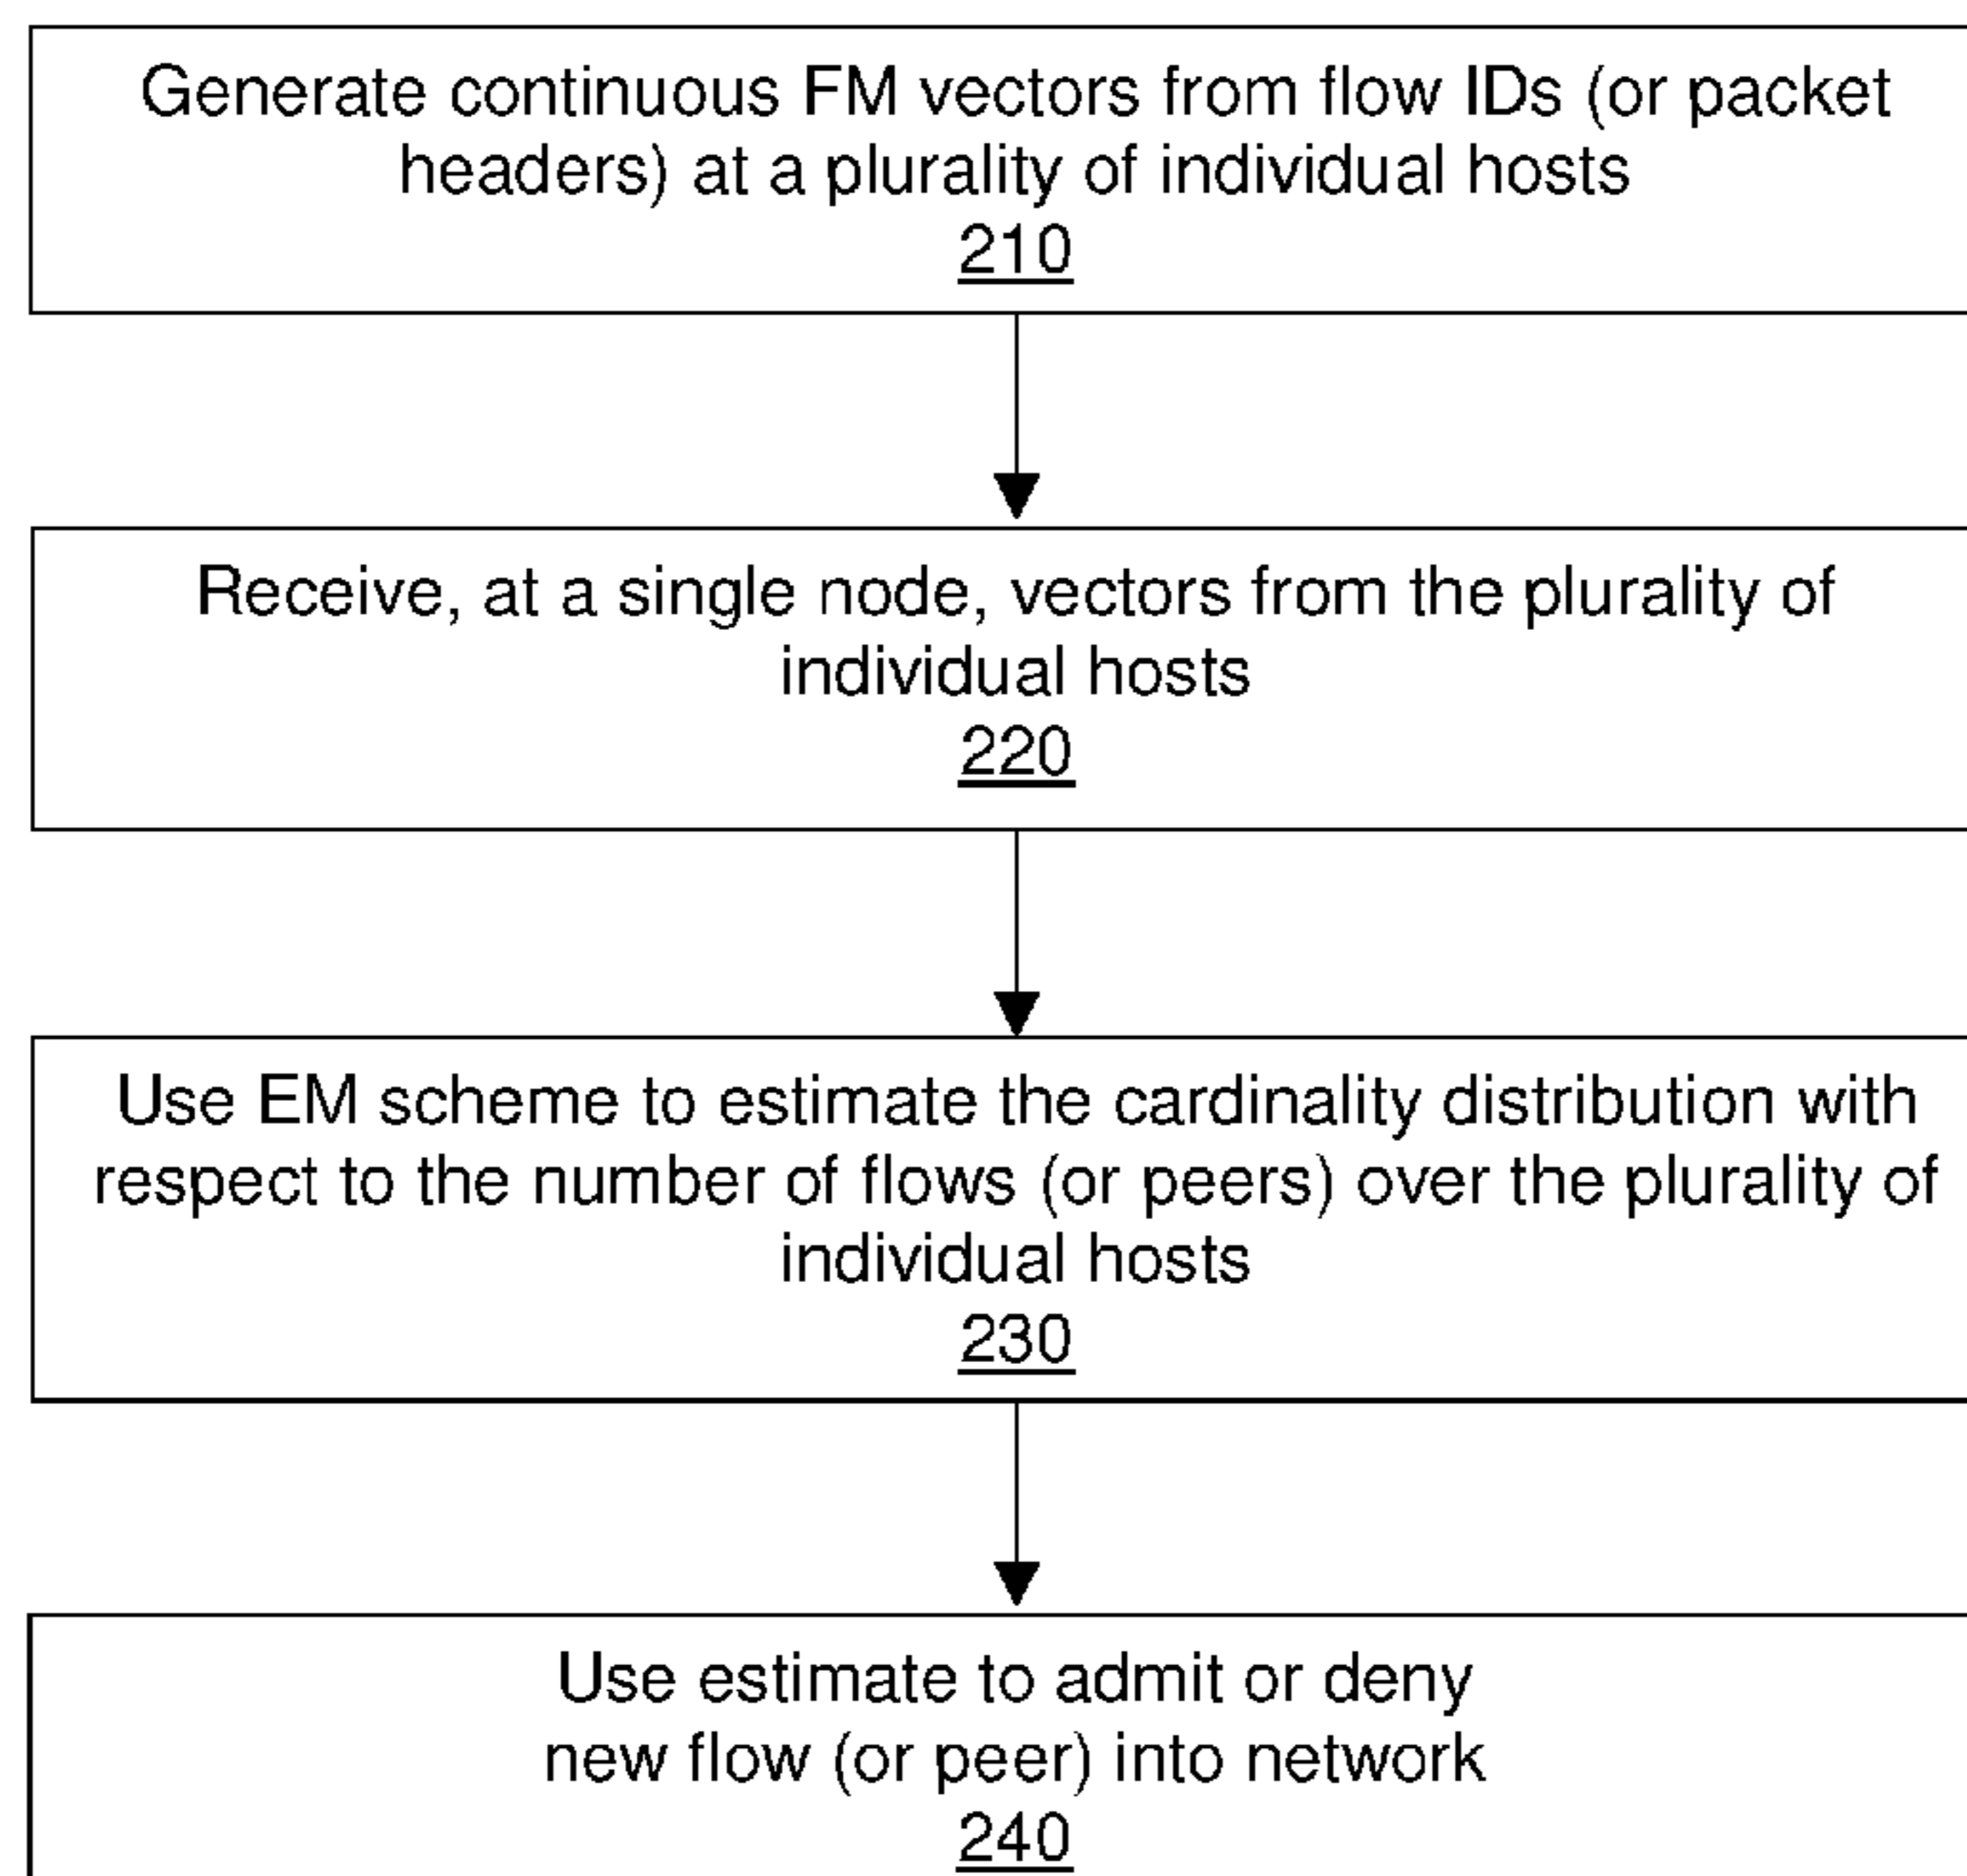 Generate continuous FM vectors from flow IDs (or packet
headers) at a plurality of individual hosts
210
Receive, at a single node, vectors from the plurality of
individual hosts
220
Use EM scheme to estimate the cardinality distribution with
respect to the number of flows (or peers) over the plurality of
individual hosts
230
Use estimate to admit or deny
new flow (or peer) into network
240